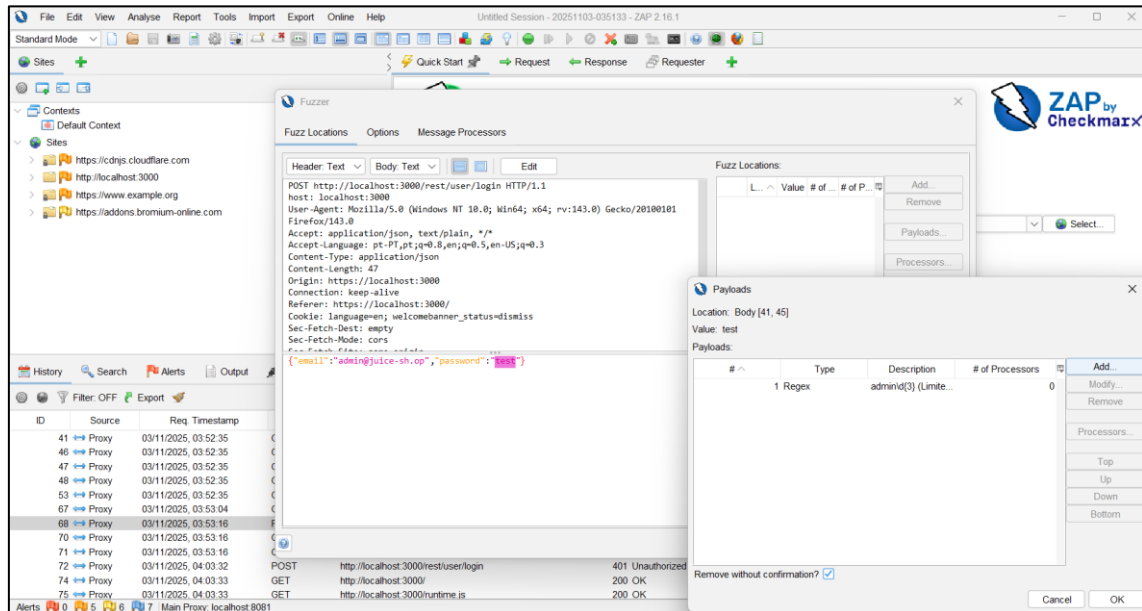 File Edit View Analyse Report Tools Import Export Online Help Untitled Session - 20251103-035133 - ZAP 2.16.1
Standard Mode
Sites
Quick Start Request Response Requester
Contexts
Default Context
Sites
https://cdnjs.cloudflare.com
http://localhost:3000
https://www.example.org
https://addons.bromium-online.com
ZAP by
Checkmarx
Select...
Fuzzer
Fuzz Locations Options Message Processors
Header: Text Body: Text Edit
POST http://localhost:3000/rest/user/login HTTP/1.1
host: localhost:3000
User-Agent: Mozilla/5.0 (Windows NT 10.0; Win64; x64; rv:143.0) Gecko/20100101
Firefox/143.0
Accept: application/json, text/plain, */*
Accept-Language: pt-PT,pt;q=0.8,en;q=0.5,en-US;q=0.3
Content-Type: application/json
Content-Length: 47
Origin: https://localhost:3000
Connection: keep-alive
Referer: https://localhost:3000/
Cookie: language=en; welcomebanner_status=dismiss
Sec-Fetch-Dest: empty
Sec-Fetch-Mode: cors
{"email":"admin@juice-sh.op","password":"test"}
Fuzz Locations:
L... Value # of ... # of P...
Add...
Remove
Payloads...
Processors...
Payloads
Location: Body [41, 45]
Value: test
Payloads:
# Type Description # of Processors
1 Regex admin\d{3} (Limite... 0
Add...
Modify...
Remove
Processors...
Top
Up
Down
Bottom
Remove without confirmation?
Cancel OK
History Search Alerts Output
Filter: OFF Export
ID Source Req. Timestamp
41 Proxy 03/11/2025, 03:52:35
46 Proxy 03/11/2025, 03:52:35
47 Proxy 03/11/2025, 03:52:35
48 Proxy 03/11/2025, 03:52:35
53 Proxy 03/11/2025, 03:52:35
67 Proxy 03/11/2025, 03:53:04
68 Proxy 03/11/2025, 03:53:16
70 Proxy 03/11/2025, 03:53:16
71 Proxy 03/11/2025, 03:53:16
72 Proxy 03/11/2025, 04:03:32 POST http://localhost:3000/rest/user/login 401 Unauthorized
74 Proxy 03/11/2025, 04:03:33 GET http://localhost:3000/ 200 OK
75 Proxy 03/11/2025, 04:03:33 GET http://localhost:3000/runtime.js 200 OK
Alerts 0 5 6 7 Main Proxy: localhost:8081